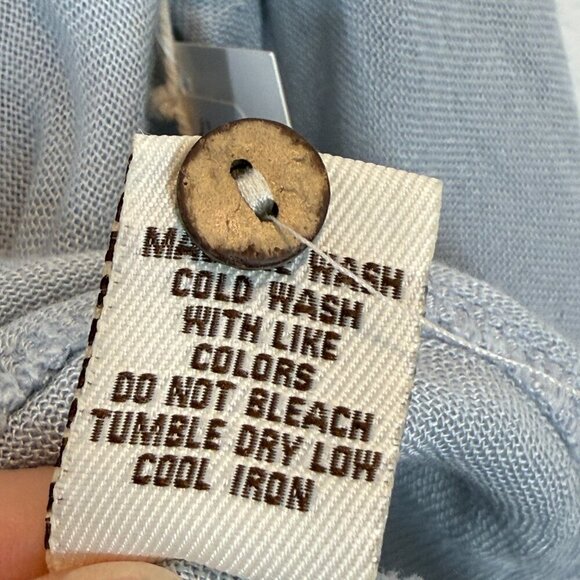 WASH
COLD WASH
WITH LIKE
COLORS
DO NOT BLEACH
TUMBLE DRY LOW
COOL IRON